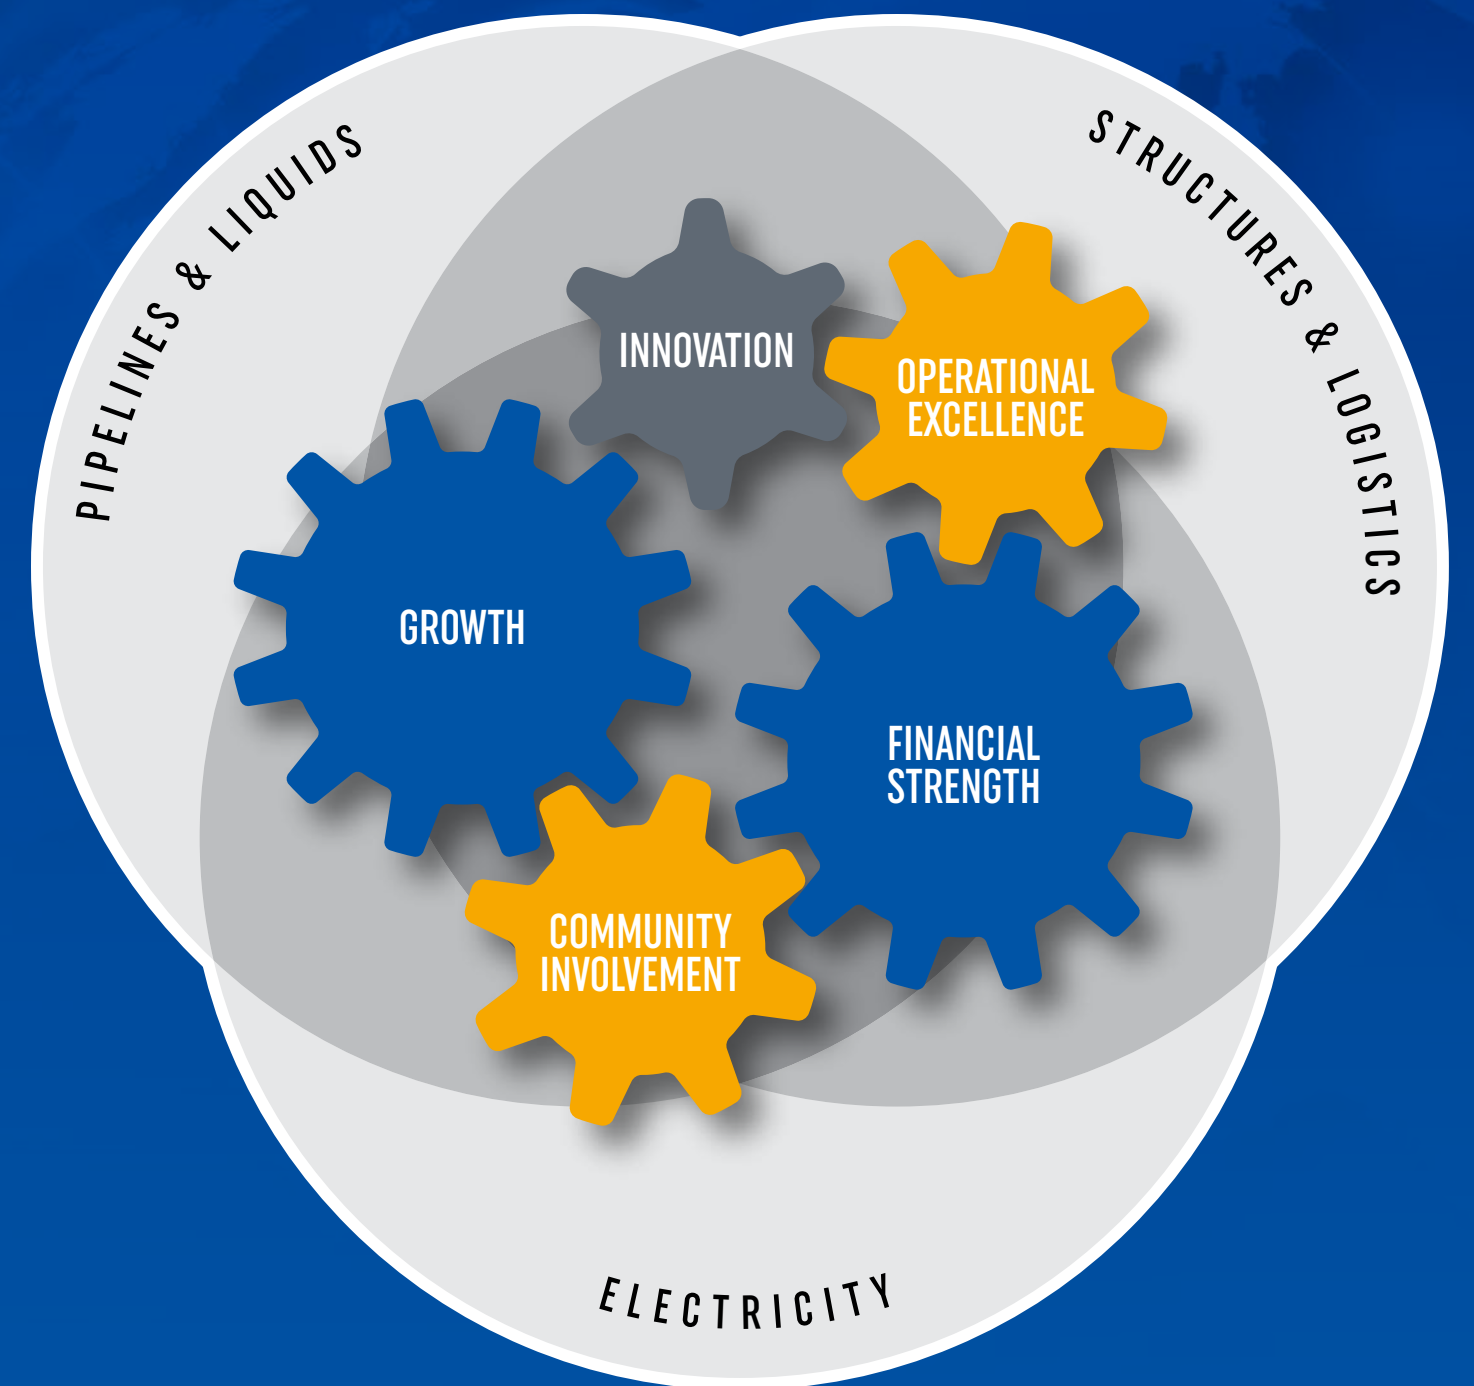 PIPELINES & LIQUIDS
STRUCTURES & LOGISTICS
INNOVATION
OPERATIONAL
EXCELLENCE
GROWTH
FINANCIAL
STRENGTH
COMMUNITY
INVOLVEMENT
ELECTRICITY